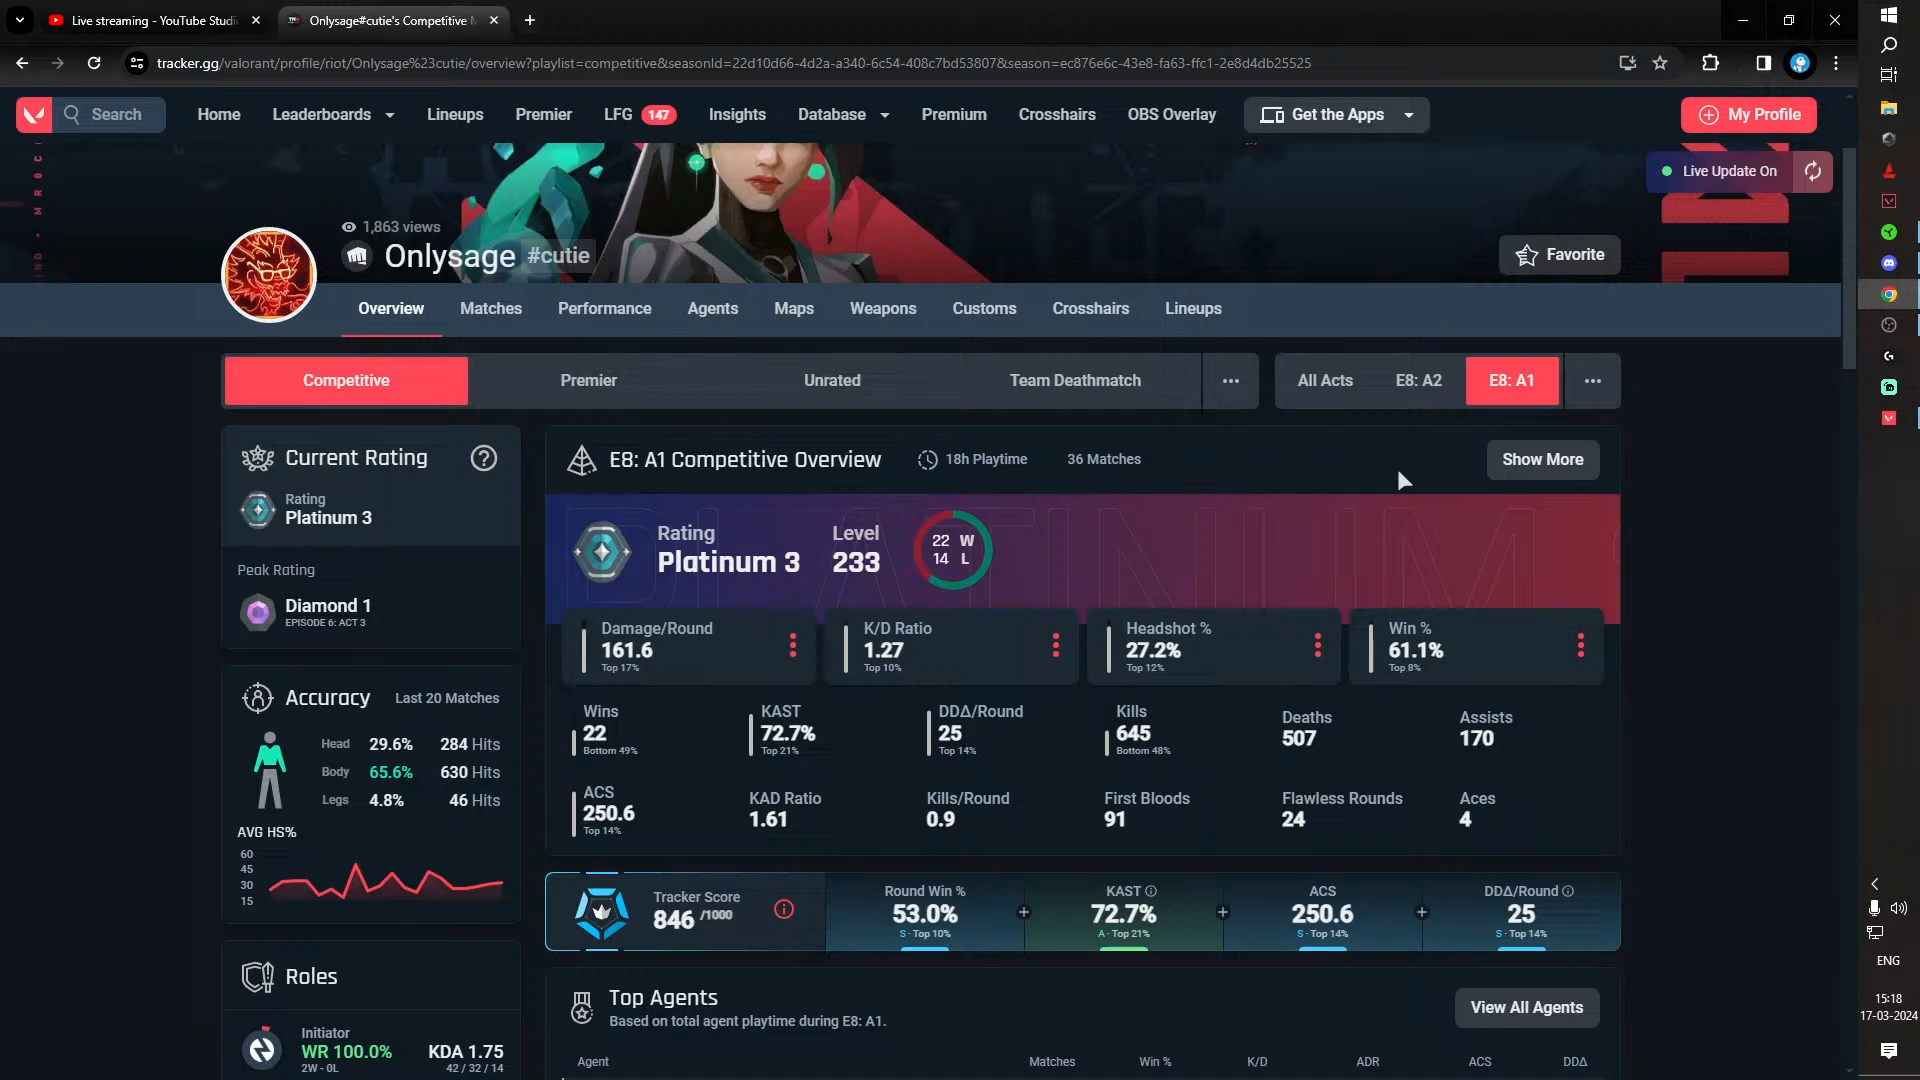 Live streaming - YouTube Studi
Onlysage#cutie's Competitive M
tracker.gg/valorant/profile/riot/Onlysage%23cutie/overview?playlist=competitive&seasonId=22d10d66-4d2a-a340-6c54-408c7bd53807&season=ec876e6c-43e8-fa63-ffc1-2e8d4db25525
Search
Home
Leaderboards
Lineups
Premier
LFG 147
Insights
Database
Premium
Crosshairs
OBS Overlay
Get the Apps
My Profile
Live Update On
1,863 views
Onlysage #cutie
Favorite
Overview
Matches
Performance
Agents
Maps
Weapons
Customs
Crosshairs
Lineups
Competitive
Premier
Unrated
Team Deathmatch
All Acts
E8: A2
E8: A1
Current Rating
Rating
Platinum 3
Peak Rating
Diamond 1
EPISODE 6: ACT 3
Accuracy
Last 20 Matches
Head 29.6% 284 Hits
Body 65.6% 630 Hits
Legs 4.8% 46 Hits
AVG HS%
60
45
30
15
Roles
Initiator
WR 100.0% KDA 1.75
2W - 0L 42 / 32 / 14
E8: A1 Competitive Overview
18h Playtime
36 Matches
Show More
PLATINUM
Rating
Platinum 3
Level
233
22 W
14 L
Damage/Round
161.6
Top 17%
K/D Ratio
1.27
Top 10%
Headshot %
27.2%
Top 12%
Win %
61.1%
Top 8%
Wins
22
Bottom 49%
KAST
72.7%
Top 21%
DDΔ/Round
25
Top 14%
Kills
645
Bottom 48%
Deaths
507
Assists
170
ACS
250.6
Top 14%
KAD Ratio
1.61
Kills/Round
0.9
First Bloods
91
Flawless Rounds
24
Aces
4
Tracker Score
846 /1000
Round Win %
53.0%
S - Top 10%
KAST
72.7%
A - Top 21%
ACS
250.6
S - Top 14%
DDΔ/Round
25
S - Top 14%
Top Agents
Based on total agent playtime during E8: A1.
View All Agents
Agent Matches Win % K/D ADR ACS DDΔ
ENG
15:18
17-03-2024